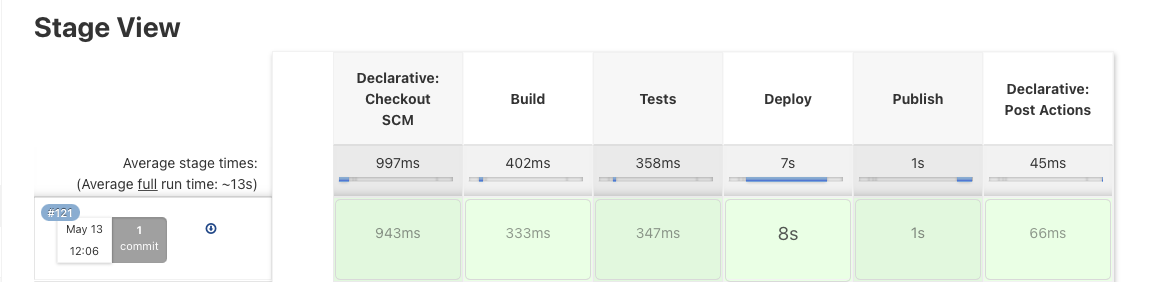 Stage View
Declarative:
Checkout
SCM
Build
Tests
Deploy
Publish
Declarative:
Post Actions
Average stage times:
(Average full run time: ~13s)
997ms
402ms
358ms
7s
1s
45ms
#121
May 13
12:06
1
commit
943ms
333ms
347ms
8s
1s
66ms